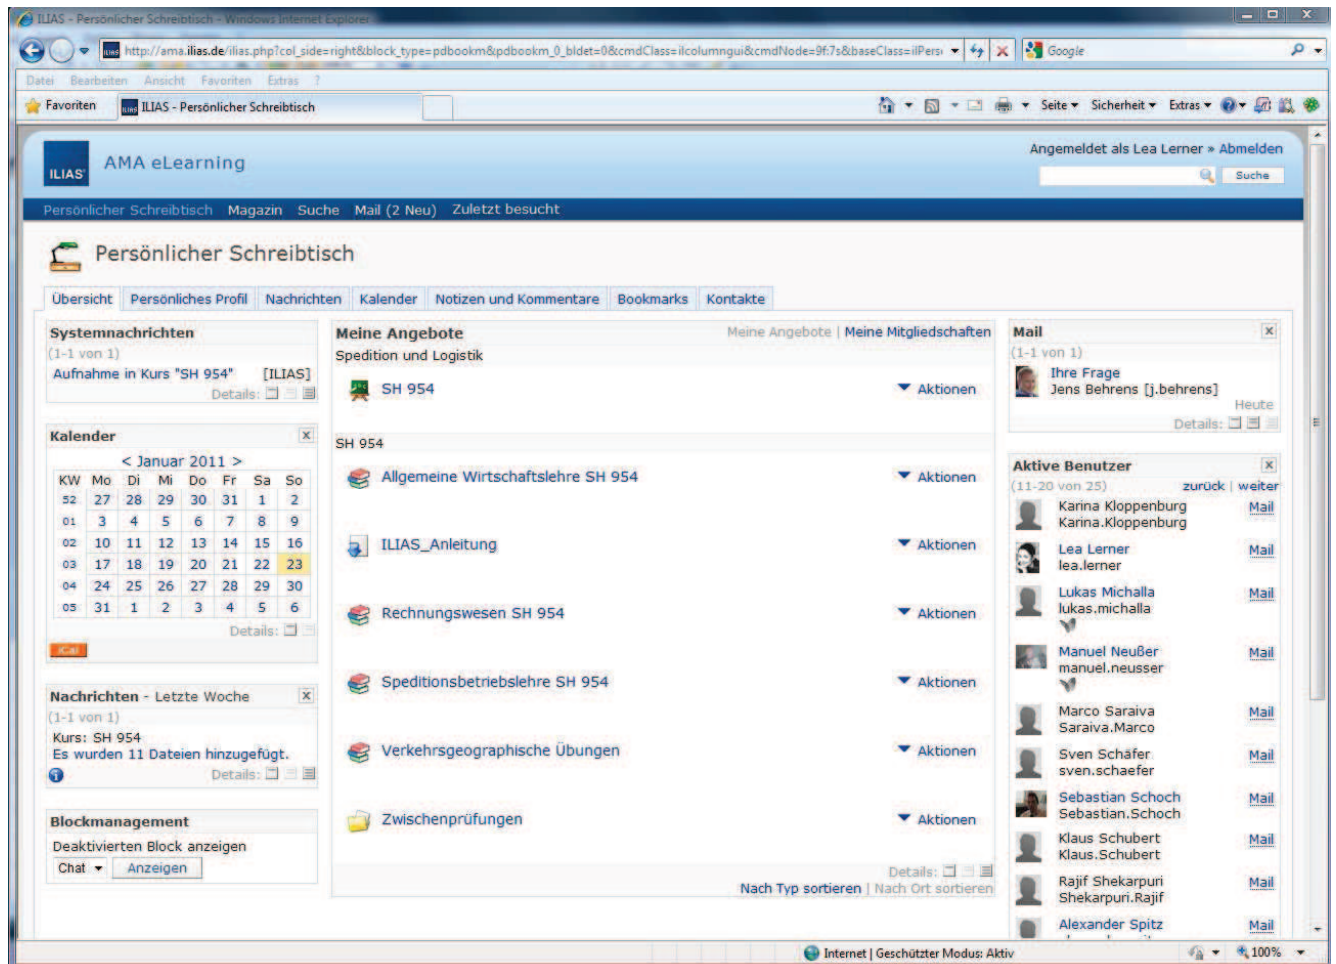 ILIAS - Persönlicher Schreibtisch - Windows Internet Explorer
http://ama.ilias.de/ilias.php?col_side=right&block_type=pdbookm&pdbookm_0_bldet=0&cmdClass=ilcolumngui&cmdNode=9f:7s&baseClass=ilPers
Google
Datei Bearbeiten Ansicht Favoriten Extras ?
Favoriten
ILIAS - Persönlicher Schreibtisch
Seite Sicherheit Extras
ILIAS
AMA eLearning
Angemeldet als Lea Lerner » Abmelden
Suche
Persönlicher Schreibtisch Magazin Suche Mail (2 Neu) Zuletzt besucht
Persönlicher Schreibtisch
Übersicht Persönliches Profil Nachrichten Kalender Notizen und Kommentare Bookmarks Kontakte
Systemnachrichten
(1-1 von 1)
Aufnahme in Kurs "SH 954" [ILIAS]
Details:
Kalender
< Januar 2011 >
KW Mo Di Mi Do Fr Sa So
52 27 28 29 30 31 1 2
01 3 4 5 6 7 8 9
02 10 11 12 13 14 15 16
03 17 18 19 20 21 22 23
04 24 25 26 27 28 29 30
05 31 1 2 3 4 5 6
Details:
iCal
Nachrichten - Letzte Woche
(1-1 von 1)
Kurs: SH 954
Es wurden 11 Dateien hinzugefügt.
Details:
Blockmanagement
Deaktivierten Block anzeigen
Chat Anzeigen
Meine Angebote
Meine Angebote | Meine Mitgliedschaften
Spedition und Logistik
SH 954 Aktionen
SH 954
Allgemeine Wirtschaftslehre SH 954 Aktionen
ILIAS_Anleitung Aktionen
Rechnungswesen SH 954 Aktionen
Speditionsbetriebslehre SH 954 Aktionen
Verkehrsgeographische Übungen Aktionen
Zwischenprüfungen Aktionen
Details:
Nach Typ sortieren | Nach Ort sortieren
Mail
(1-1 von 1)
Ihre Frage
Jens Behrens [j.behrens]
Heute
Details:
Aktive Benutzer
(11-20 von 25) zurück | weiter
Karina Kloppenburg Mail
Karina.Kloppenburg
Lea Lerner Mail
lea.lerner
Lukas Michalla Mail
lukas.michalla
Manuel Neußer Mail
manuel.neusser
Marco Saraiva Mail
Saraiva.Marco
Sven Schäfer Mail
sven.schaefer
Sebastian Schoch Mail
Sebastian.Schoch
Klaus Schubert Mail
Klaus.Schubert
Rajif Shekarpuri Mail
Shekarpuri.Rajif
Alexander Spitz Mail
Internet | Geschützter Modus: Aktiv
100%